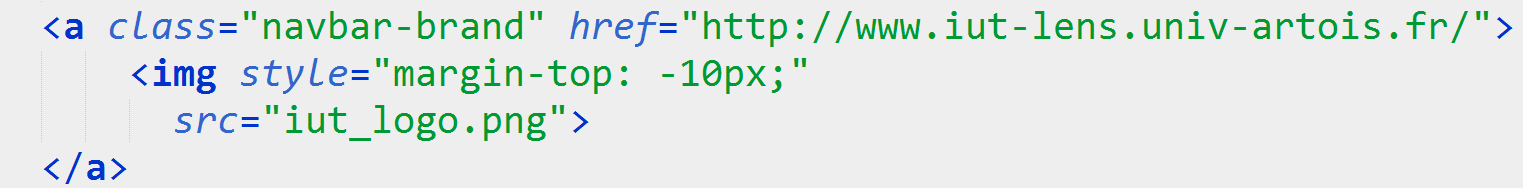 <a class="navbar-brand" href="http://www.iut-lens.univ-artois.fr/">
<img style="margin-top: -10px;"
src="iut_logo.png">
</a>